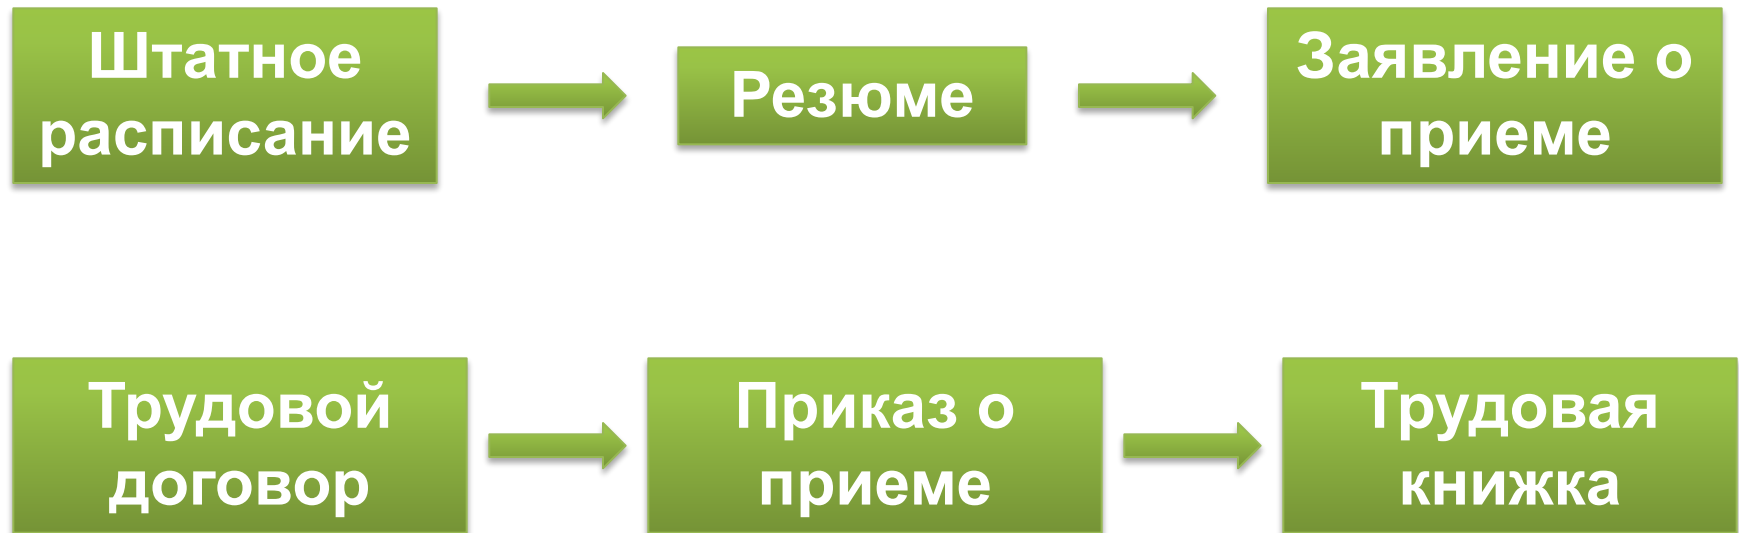 Штатное
расписание
Резюме
Заявление о
приеме
Трудовой
договор
Приказ о
приеме
Трудовая
книжка